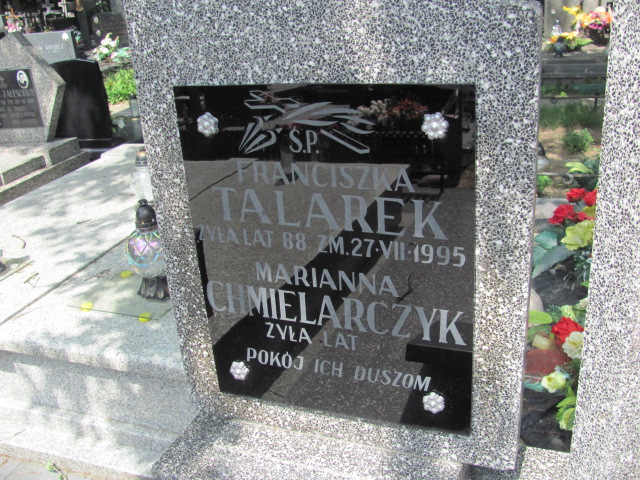 Ś.P.
FRANCISZKA
TALAREK
ŻYŁA LAT 88 ZM. 27-VII-1995
MARIANNA
CHMIELARCZYK
ŻYŁA LAT
POKÓJ ICH DUSZOM